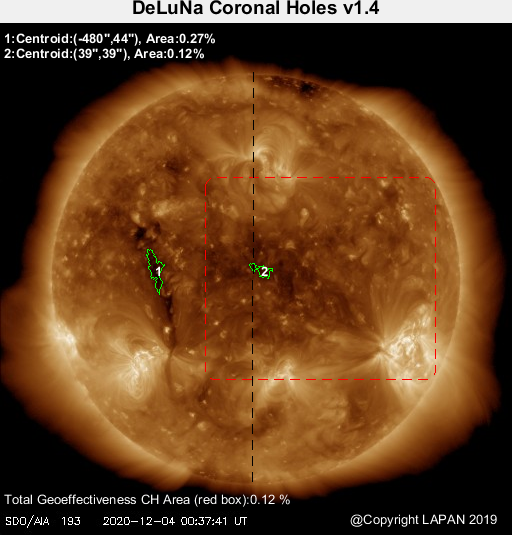 DeLuNa Coronal Holes v1.4
1:Centroid:(-480",44"), Area:0.27%
2:Centroid:(39",39"), Area:0.12%
1
2
Total Geoeffectiveness CH Area (red box):0.12 %
SDO/AIA 193 2020-12-04 00:37:41 UT
@Copyright LAPAN 2019